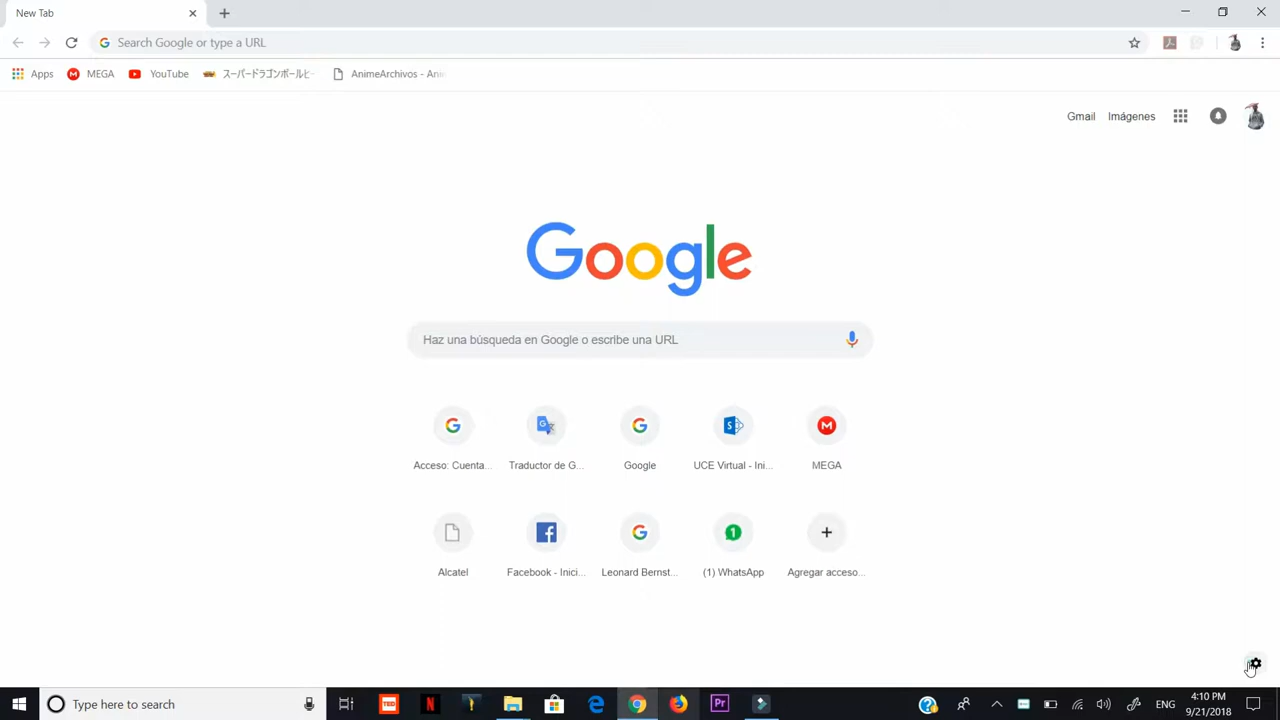 New Tab
Search Google or type a URL
Apps
MEGA
YouTube
スーパードラゴンボールヒ
AnimeArchivos - Ani
Gmail
Imágenes
Google
Haz una búsqueda en Google o escribe una URL
Acceso: Cuenta...
Traductor de G...
Google
UCE Virtual - Ini...
MEGA
Alcatel
Facebook - Inici...
Leonard Bernst...
(1) WhatsApp
Agregar acceso...
Type here to search
Pr
ENG
4:10 PM
9/21/2018